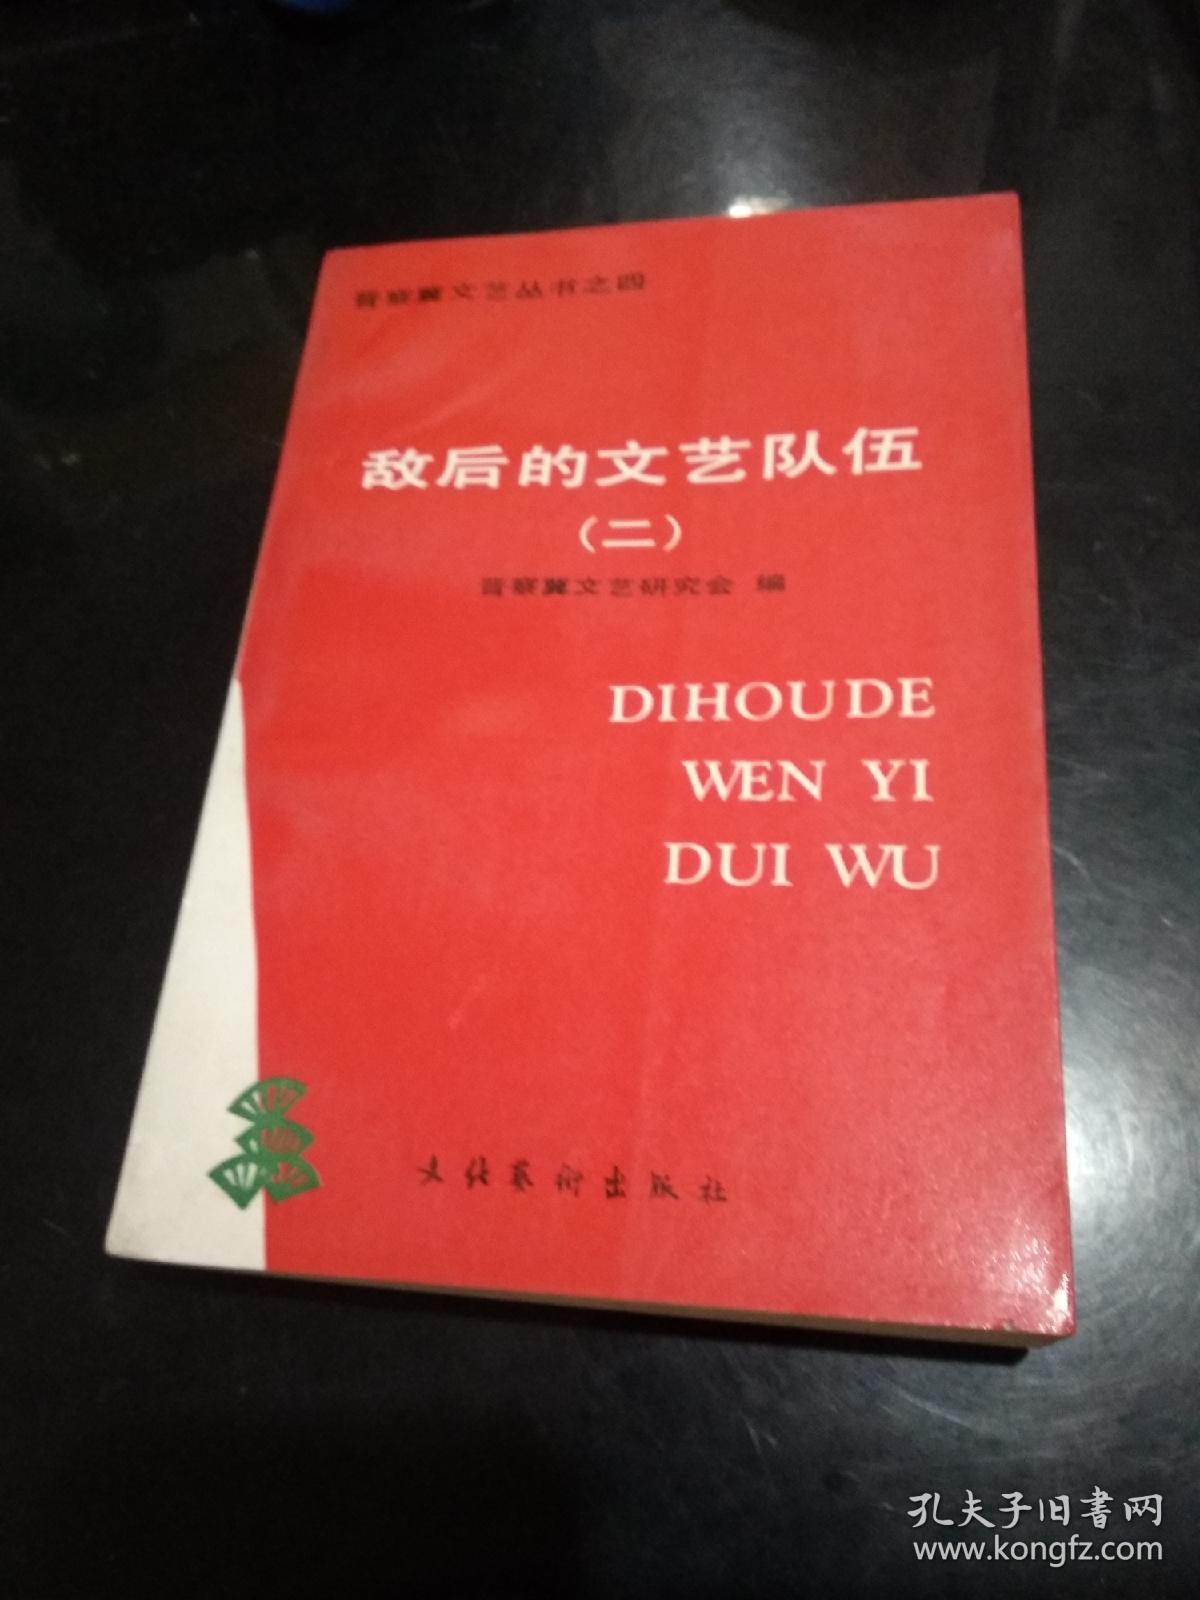 晋察冀文艺丛书之四
敌后的文艺队伍
（二）
晋察冀文艺研究会 编
DIHOUDE
WEN YI
DUI WU
文化艺术出版社
孔夫子旧书网
www.kongfz.com